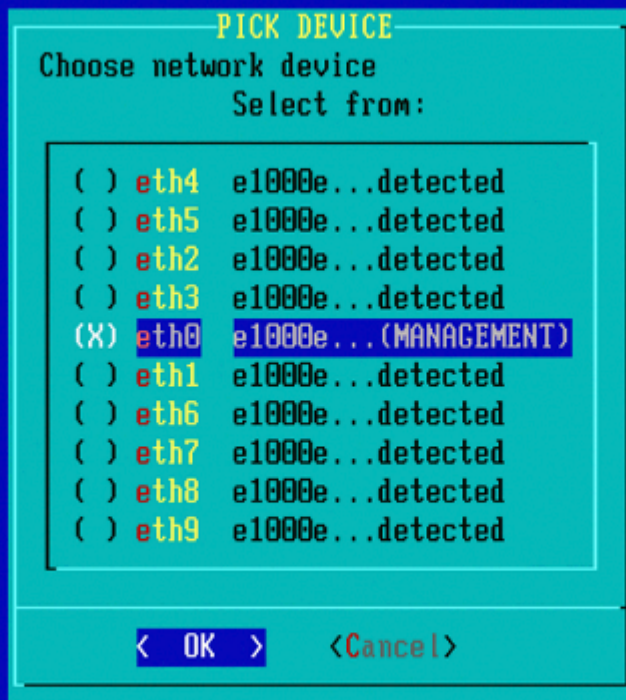 PICK DEVICE
Choose network device
Select from:
( ) eth4 e1000e...detected
( ) eth5 e1000e...detected
( ) eth2 e1000e...detected
( ) eth3 e1000e...detected
(X) eth0 e1000e...(MANAGEMENT)
( ) eth1 e1000e...detected
( ) eth6 e1000e...detected
( ) eth7 e1000e...detected
( ) eth8 e1000e...detected
( ) eth9 e1000e...detected
< OK > <Cancel>